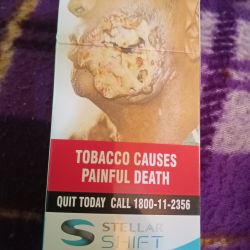 TOBACCO CAUSES
PAINFUL DEATH
QUIT TODAY CALL 1800-11-2356
STELLAR
SHIFT